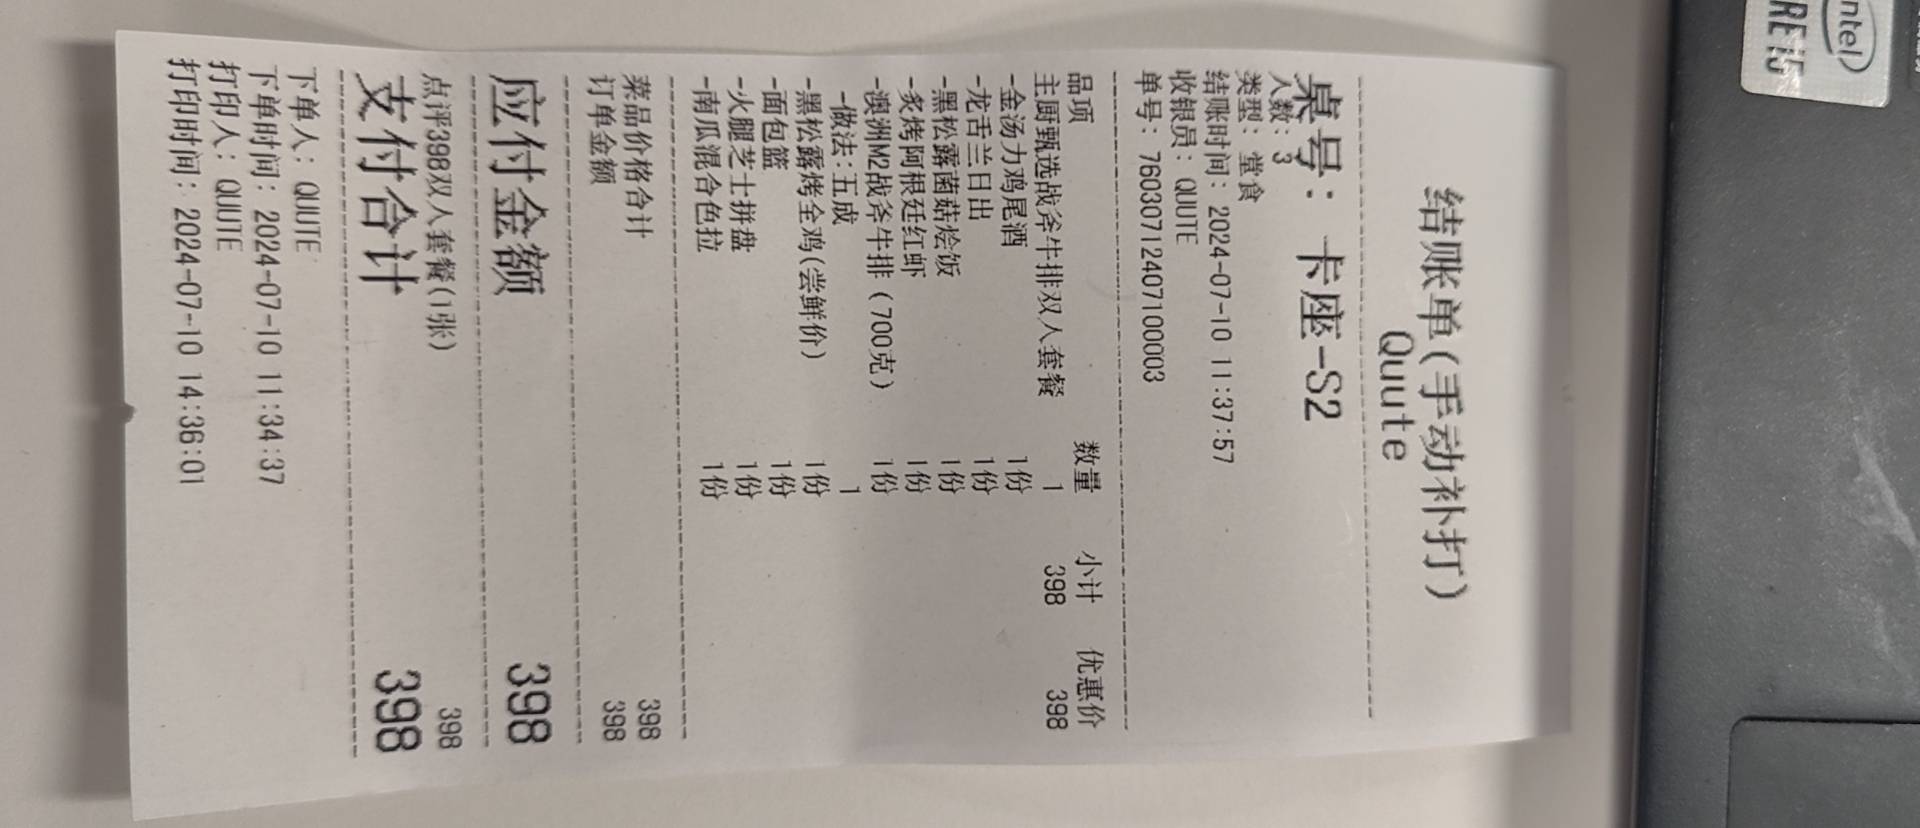 结账单(手动补打)
Quute
桌号: 卡座-S2
人数: 3
类型: 堂食
结账时间: 2024-07-10 11:37:57
收银员: QUUTE
单号: 76030712407100003
品项 数量 小计 优惠价
主厨甄选战斧牛排双人套餐 1 398 398
-金汤力鸡尾酒 1份
-龙舌兰日出 1份
-黑松露菌菇烩饭 1份
-炙烤阿根廷红虾 1份
-澳洲M2战斧牛排(700克) 1份
-做法:五成 1
-黑松露烤全鸡(尝鲜价) 1份
-面包篮 1份
-火腿芝士拼盘 1份
-南瓜混合色拉 1份
菜品价格合计 398
订单金额 398
应付金额 398
点评398双人套餐(1张) 398
支付合计 398
下单人: QUUTE
下单时间: 2024-07-10 11:34:37
打印人: QUUTE
打印时间: 2024-07-10 14:36:01
intel